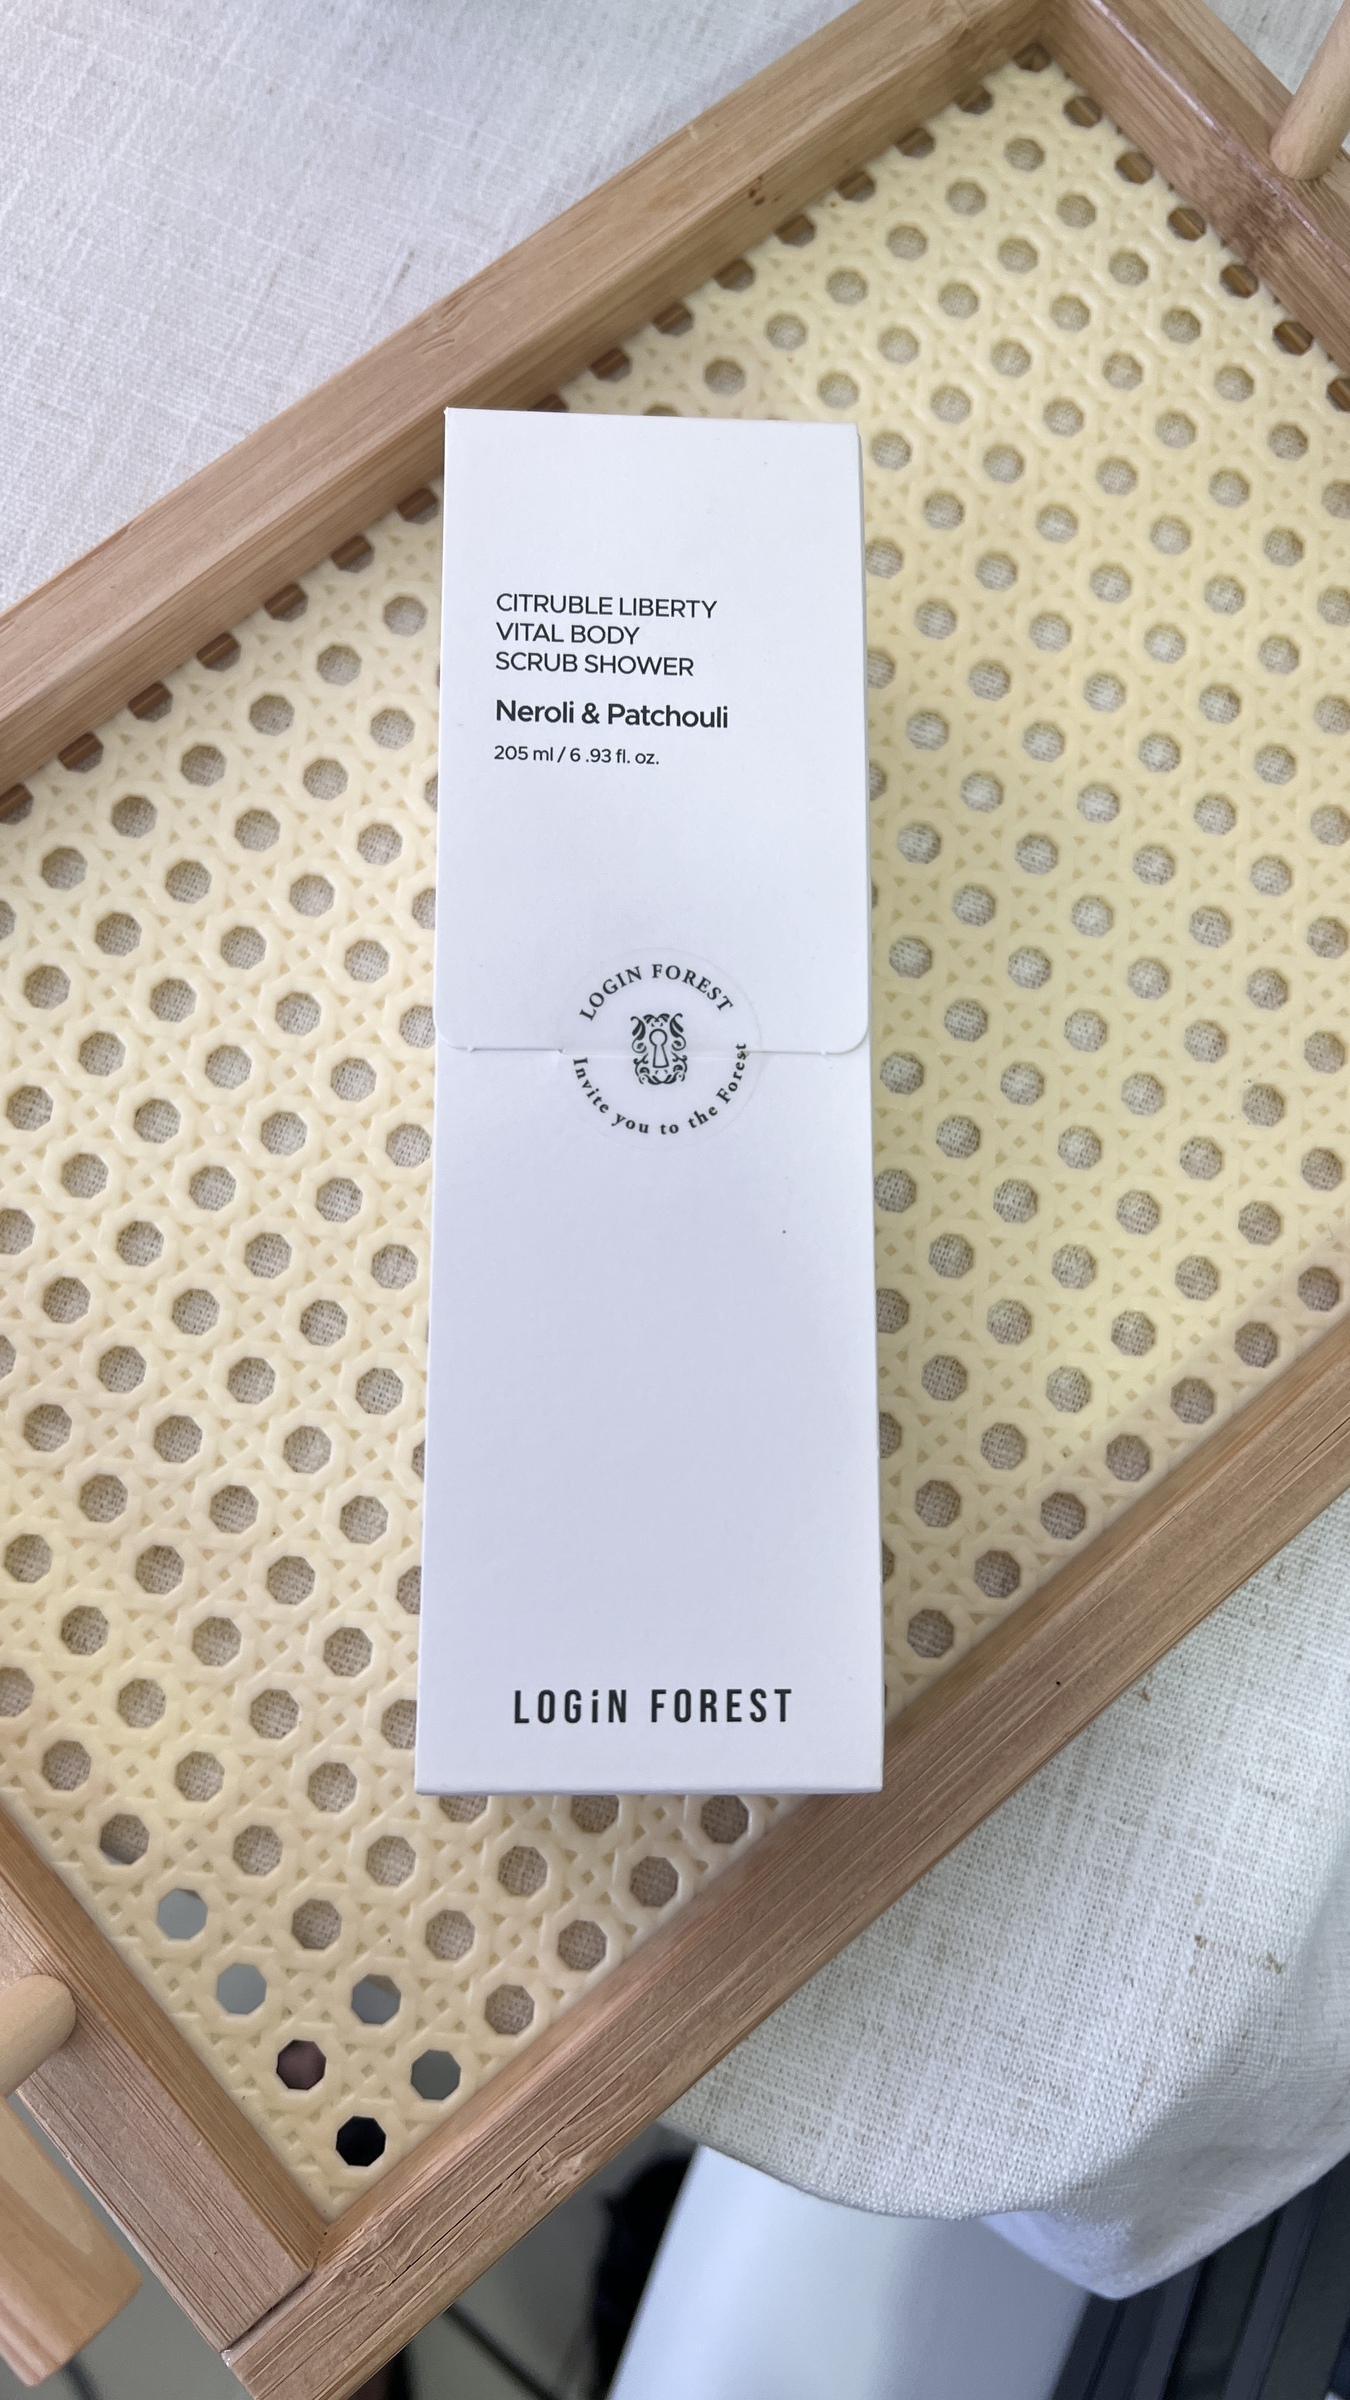 CITRUBLE LIBERTY
VITAL BODY
SCRUB SHOWER
Neroli & Patchouli
205 ml / 6 .93 fl. oz.
LOGIN FOREST
Invite you to the Forest
LOGiN FOREST